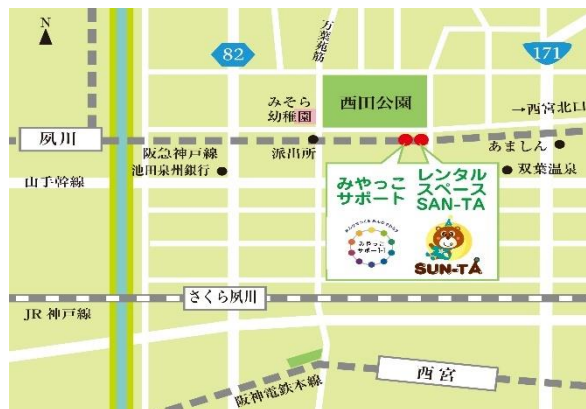 N
82
万葉苑筋
171
みそら
幼稚園
西田公園
→西宮北口
夙川
阪急神戸線
派出所
あましん
池田泉州銀行
双葉温泉
山手幹線
みやっこ
サポート
レンタル
スペース
SAN-TA
みやっこ
サポート
SUN-TA
さくら夙川
JR神戸線
西宮
阪神電鉄本線